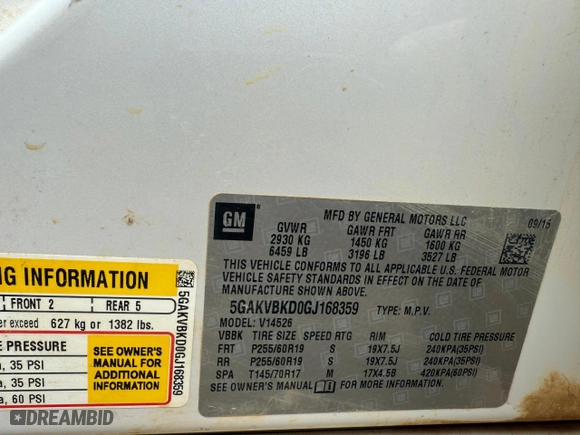 GM
MFD BY GENERAL MOTORS LLC
09/15
GVWR GAWR FRT GAWR RR
2930 KG 1450 KG 1600 KG
6459 LB 3196 LB 3527 LB
THIS VEHICLE CONFORMS TO ALL APPLICABLE U.S. FEDERAL MOTOR
VEHICLE SAFETY STANDARDS IN EFFECT ON THE DATE OF
MANUFACTURE SHOWN ABOVE.
5GAKVBKD0GJ168359 TYPE: M.P.V.
MODEL: V14526
VBBK TIRE SIZE SPEED RTG RIM COLD TIRE PRESSURE
FRT P255/60R19 S 19X7.5J 240KPA(35PSI)
RR P255/60R19 S 19X7.5J 240KPA(35PSI)
SPA T145/70R17 M 17X4.5B 420KPA(60PSI)
SEE OWNER'S MANUAL FOR MORE INFORMATION.
NG INFORMATION
FRONT 2 REAR 5
er exceed 627 kg or 1382 lbs.
E PRESSURE
a, 35 PSI
a, 35 PSI
a, 60 PSI
SEE OWNER'S
MANUAL FOR
ADDITIONAL
INFORMATION
5GAKVBKD0GJ168359
DREAMBID